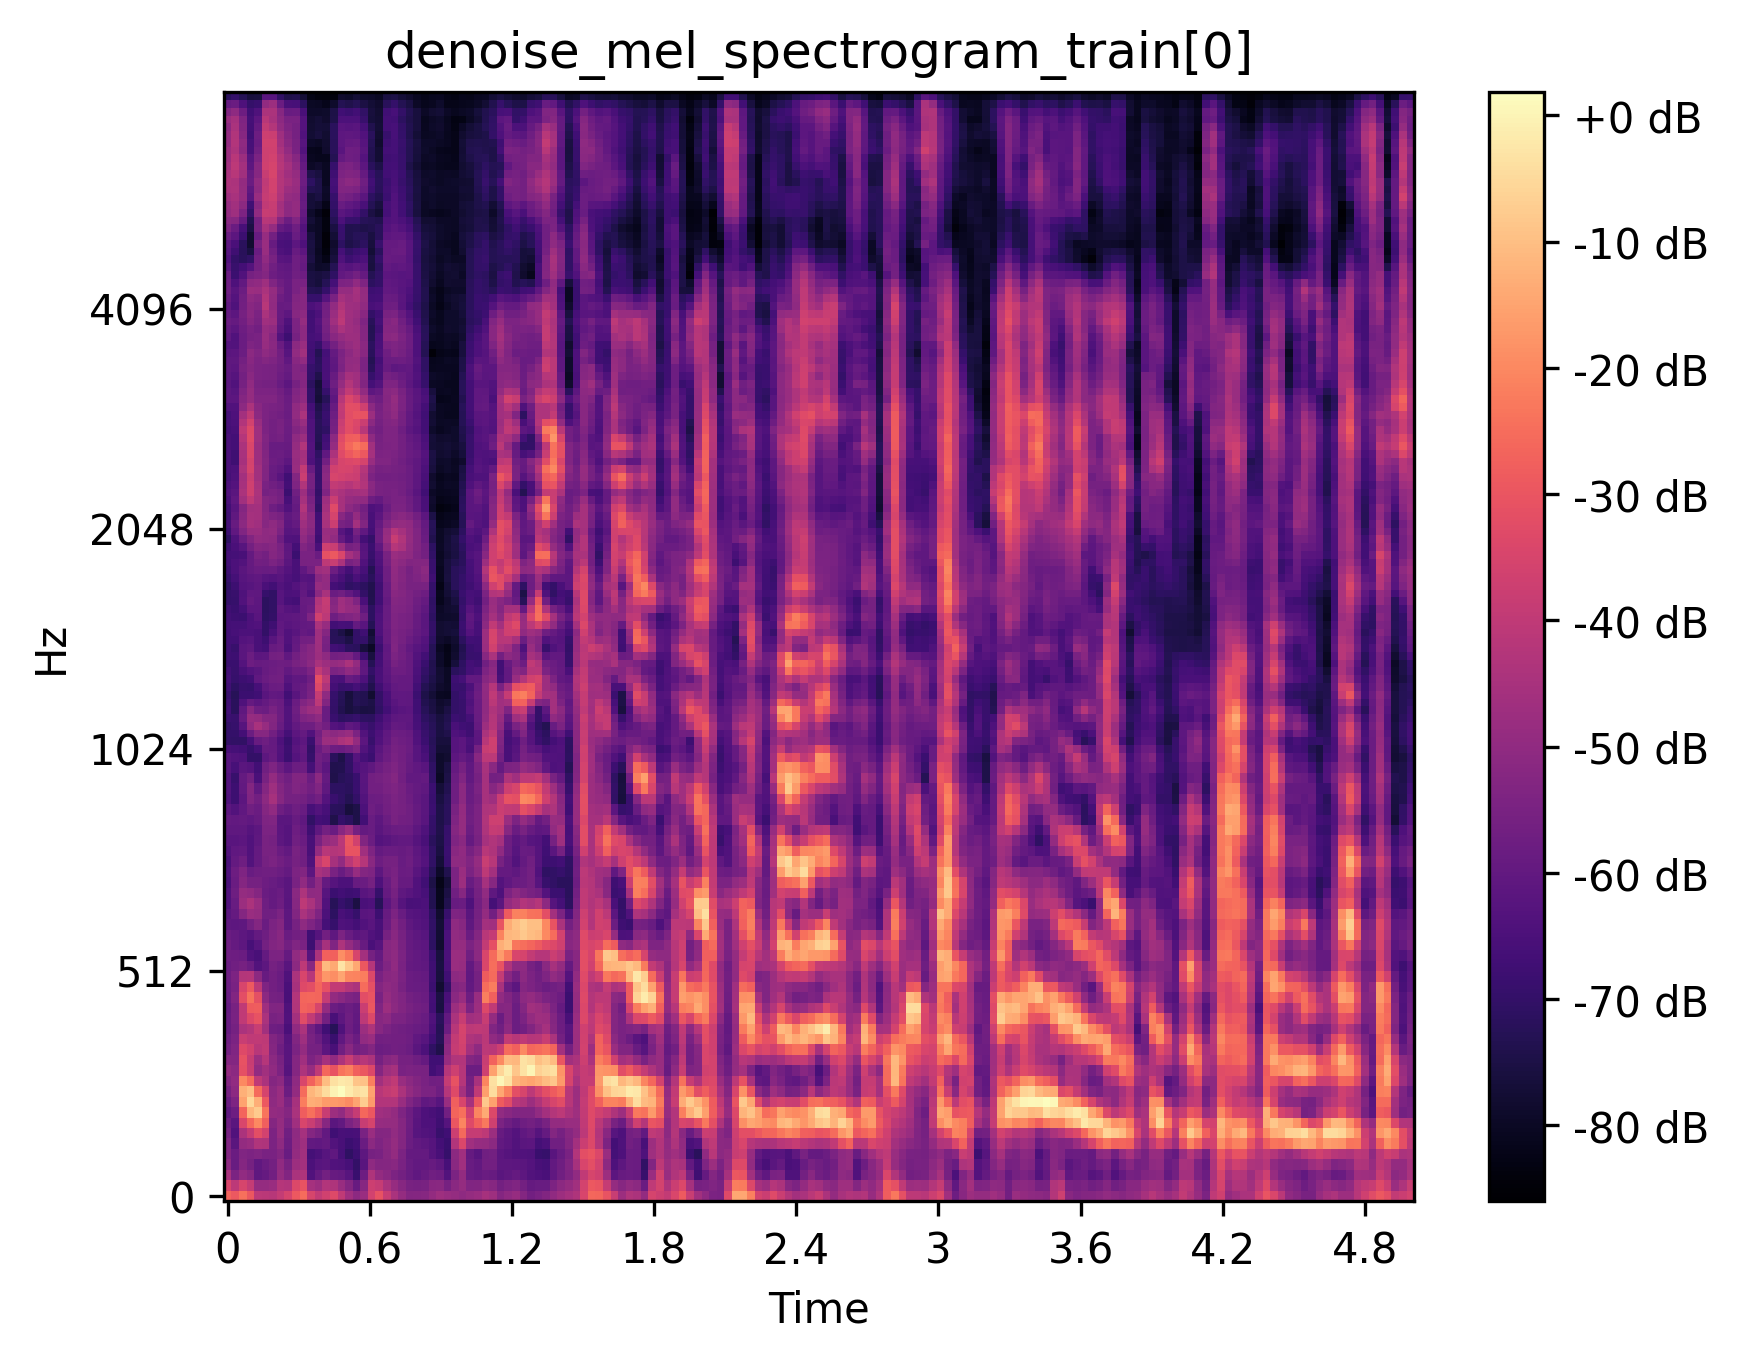 denoise_mel_spectrogram_train[0]
+0 dB
-10 dB
4096
-20 dB
-30 dB
2048
-40 dB
Hz
1024
-50 dB
-60 dB
512
-70 dB
-80 dB
0
0 0.6 1.2 1.8 2.4 3 3.6 4.2 4.8
Time